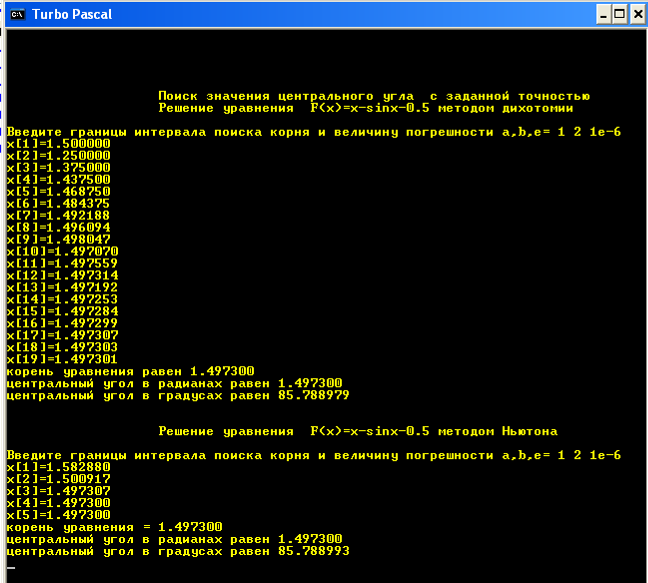 Turbo Pascal
Поиск значения центрального угла с заданной точностью
Решение уравнения F(x)=x-sinx-0.5 методом дихотомии
Введите границы интервала поиска корня и величину погрешности a,b,e= 1 2 1e-6
x[1]=1.500000
x[2]=1.250000
x[3]=1.375000
x[4]=1.437500
x[5]=1.468750
x[6]=1.484375
x[7]=1.492188
x[8]=1.496094
x[9]=1.498047
x[10]=1.497070
x[11]=1.497559
x[12]=1.497314
x[13]=1.497192
x[14]=1.497253
x[15]=1.497284
x[16]=1.497299
x[17]=1.497307
x[18]=1.497303
x[19]=1.497301
корень уравнения равен 1.497300
центральный угол в радианах равен 1.497300
центральный угол в градусах равен 85.788979
Решение уравнения F(x)=x-sinx-0.5 методом Ньютона
Введите границы интервала поиска корня и величину погрешности a,b,e= 1 2 1e-6
x[1]=1.582880
x[2]=1.500917
x[3]=1.497307
x[4]=1.497300
x[5]=1.497300
корень уравнения = 1.497300
центральный угол в радианах равен 1.497300
центральный угол в градусах равен 85.788993